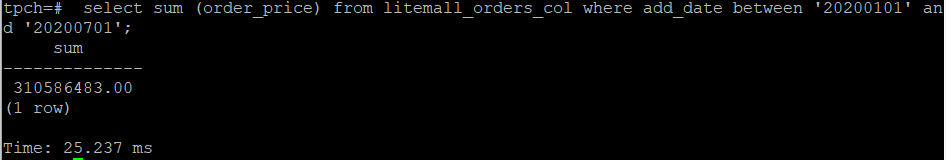 tpch=#  select sum (order_price) from litemall_orders_col where add_date between '20200101' an
d '20200701';
     sum
--------------
 310586483.00
(1 row)
Time: 25.237 ms